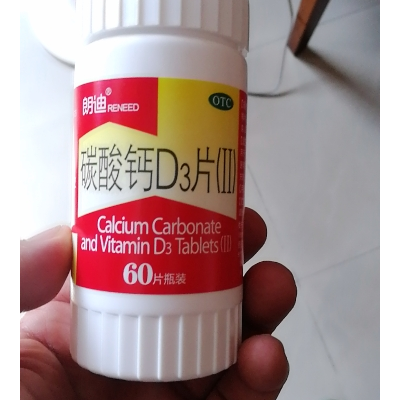 朗迪®
RENEED
OTC
碳酸钙D3片(II)
Calcium Carbonate
and Vitamin D3 Tablets(II)
60片瓶装